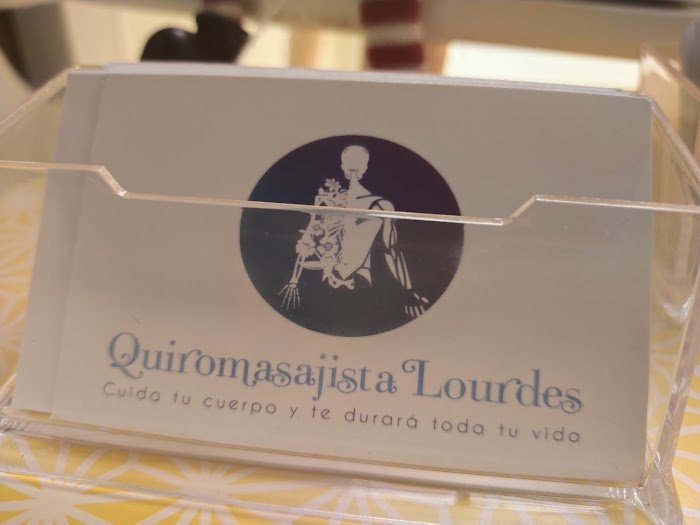 Quiromasajista Lourdes
Cuida tu cuerpo y te durará toda tu vida